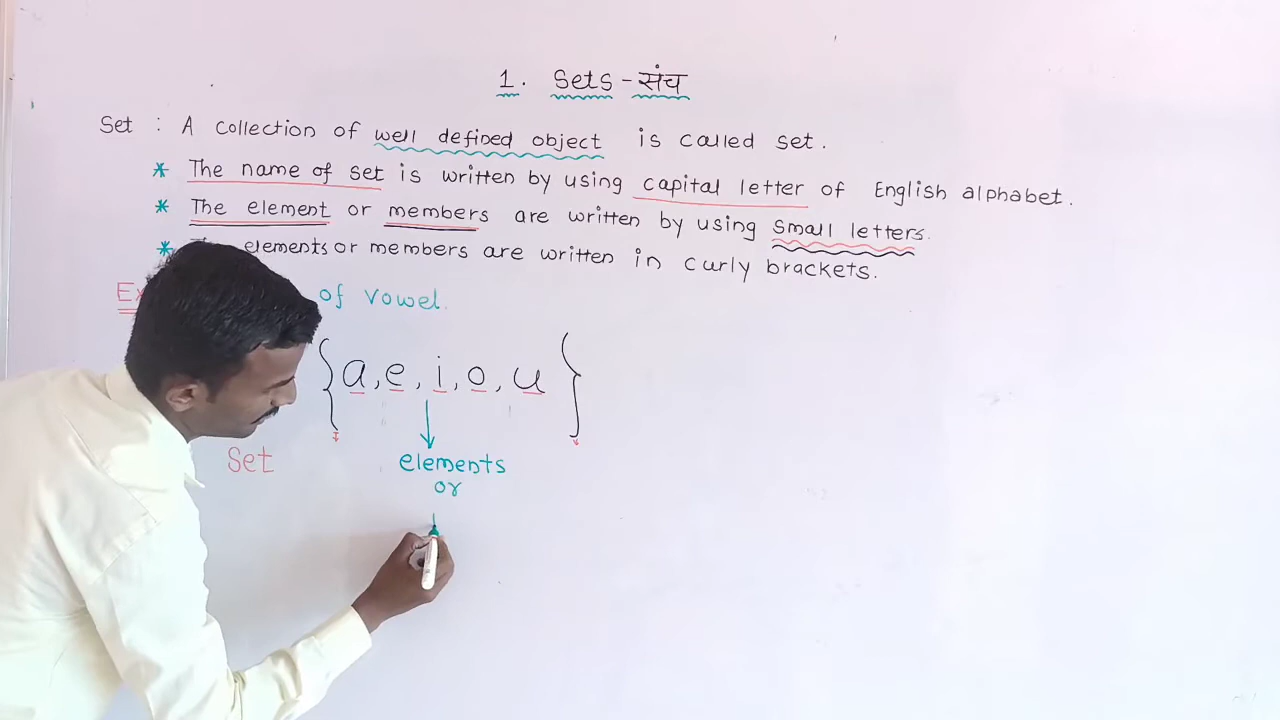 1. Sets - संच
Set : A collection of well defined object is called set.
* The name of set is written by using capital letter of English alphabet.
* The element or members are written by using small letters.
* elements or members are written in curly brackets.
of vowel.
{a, e, i, o, u}
Set
elements
or